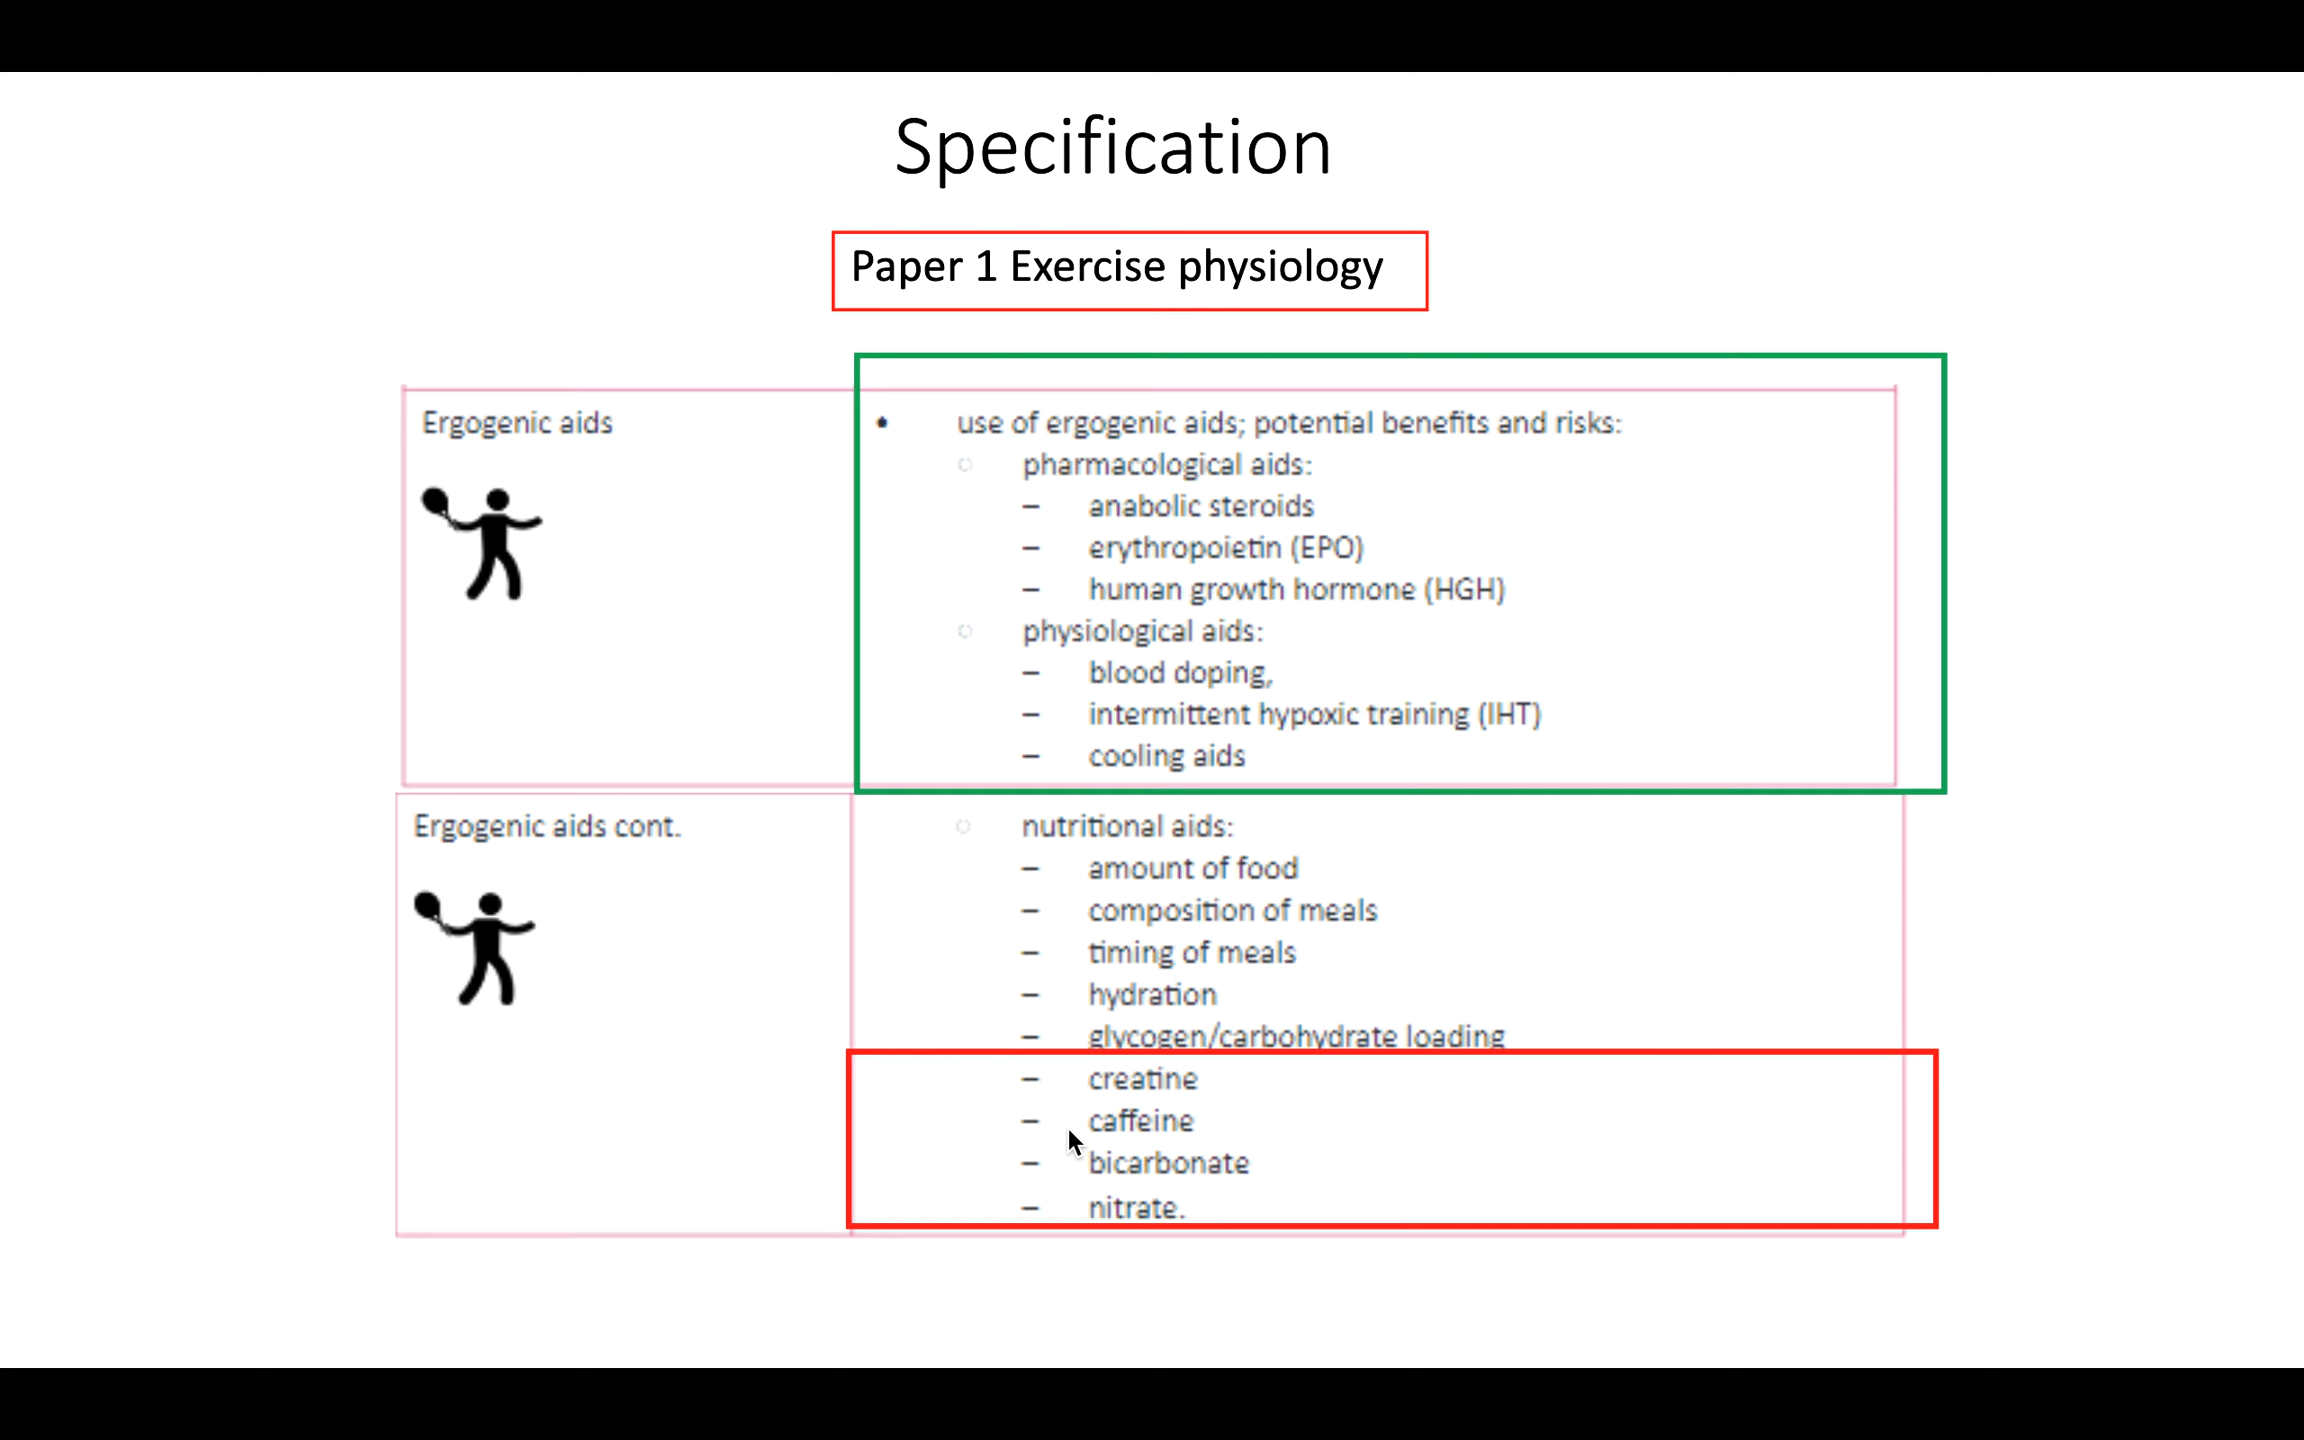 Specification
Paper 1 Exercise physiology
Ergogenic aids
• use of ergogenic aids; potential benefits and risks:
○ pharmacological aids:
– anabolic steroids
– erythropoietin (EPO)
– human growth hormone (HGH)
○ physiological aids:
– blood doping,
– intermittent hypoxic training (IHT)
– cooling aids
Ergogenic aids cont.
○ nutritional aids:
– amount of food
– composition of meals
– timing of meals
– hydration
– glycogen/carbohydrate loading
– creatine
– caffeine
– bicarbonate
– nitrate.